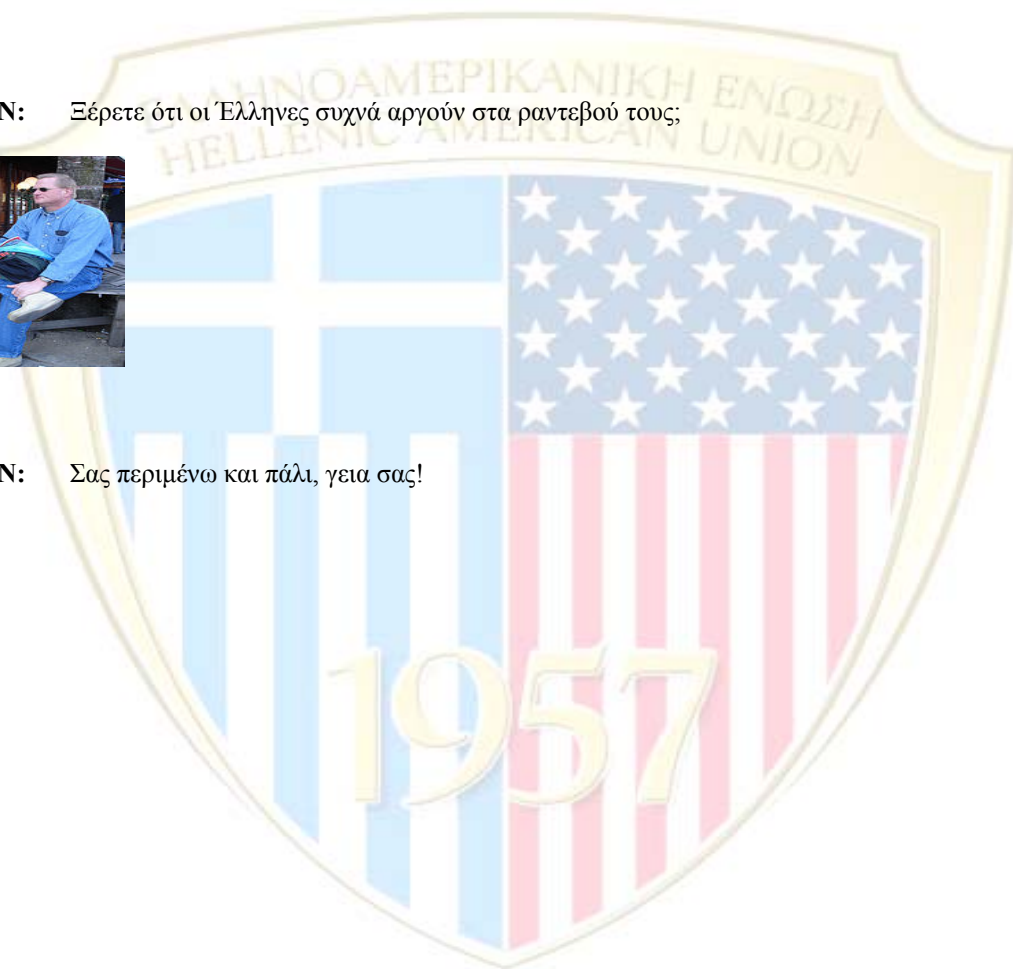 ΕΛΛΗΝΟΑΜΕΡΙΚΑΝΙΚΗ ΕΝΩΣΗ
HELLENIC AMERICAN UNION
Ν: Ξέρετε ότι οι Έλληνες συχνά αργούν στα ραντεβού τους;
Ν: Σας περιμένω και πάλι, γεια σας!
1957